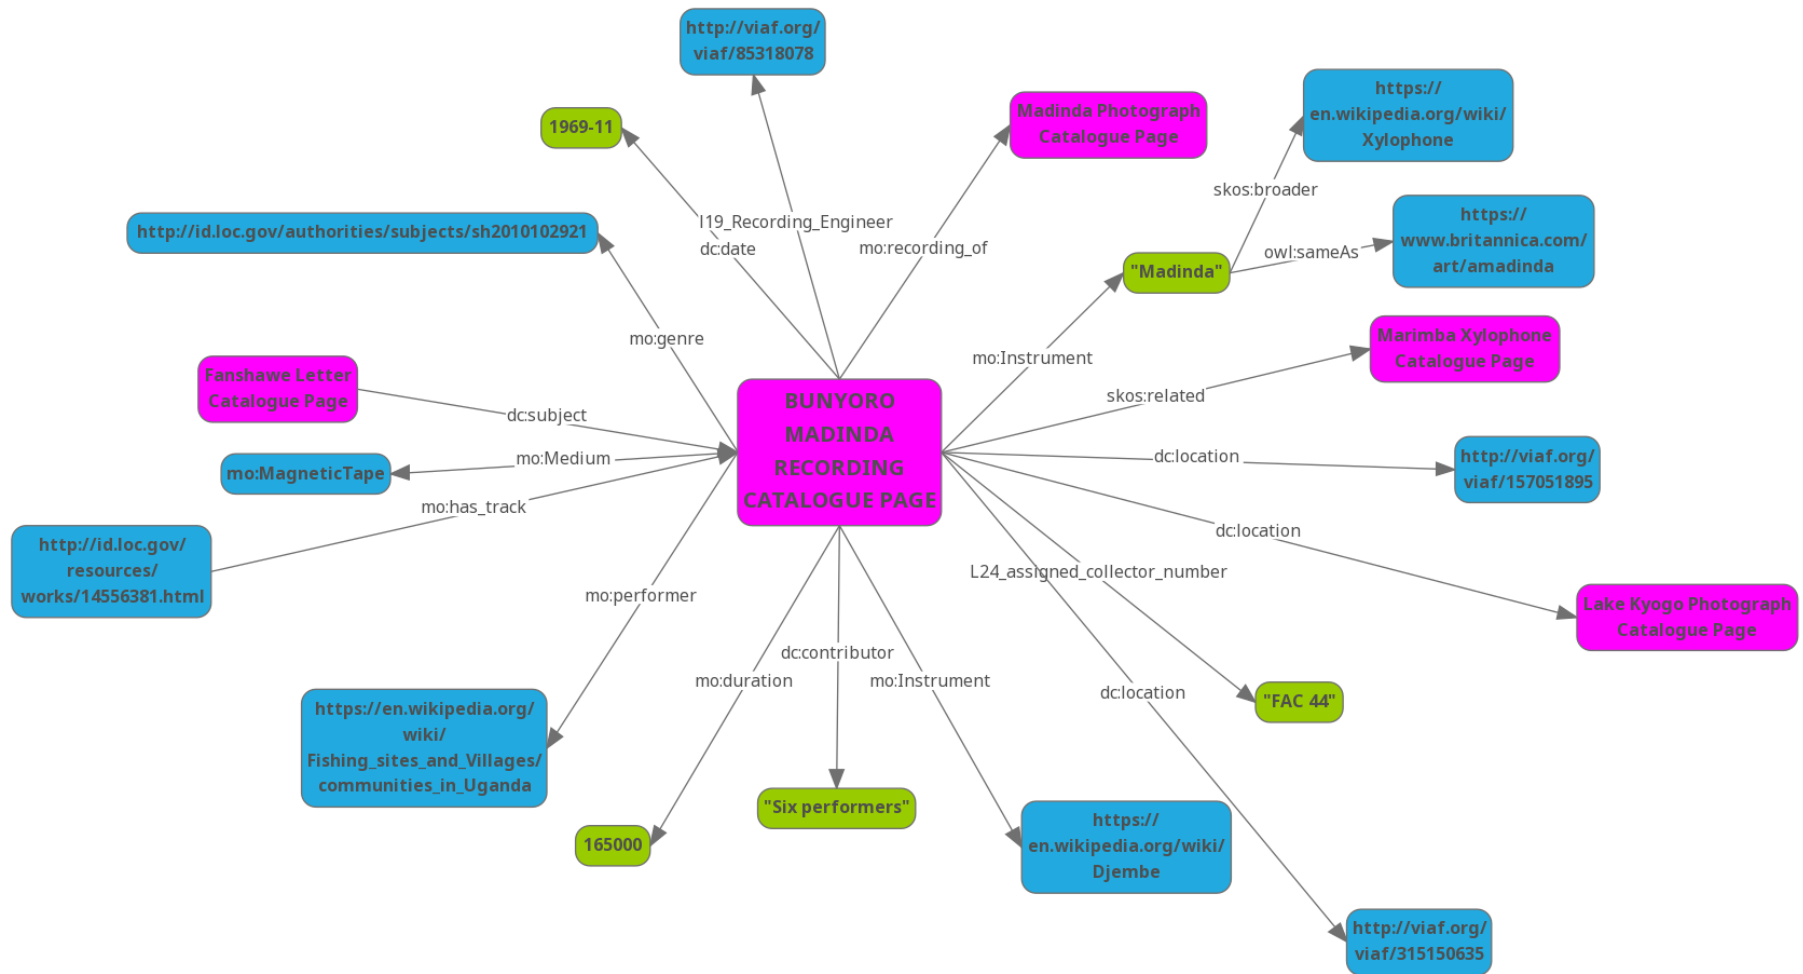 http://viaf.org/
viaf/85318078
https://
en.wikipedia.org/wiki/
Xylophone
Madinda Photograph
Catalogue Page
1969-11
skos:broader
https://
www.britannica.com/
art/amadinda
http://id.loc.gov/authorities/subjects/sh2010102921
I19_Recording_Engineer
dc:date
mo:recording_of
owl:sameAs
"Madinda"
mo:genre
mo:Instrument
Marimba Xylophone
Catalogue Page
Fanshawe Letter
Catalogue Page
dc:subject
BUNYORO
MADINDA
RECORDING
CATALOGUE PAGE
skos:related
mo:Medium
mo:MagneticTape
dc:location
http://viaf.org/
viaf/157051895
mo:has_track
dc:location
http://id.loc.gov/
resources/
works/14556381.html
L24_assigned_collector_number
mo:performer
Lake Kyogo Photograph
Catalogue Page
dc:contributor
mo:duration
mo:Instrument
dc:location
"FAC 44"
https://en.wikipedia.org/
wiki/
Fishing_sites_and_Villages/
communities_in_Uganda
"Six performers"
165000
https://
en.wikipedia.org/wiki/
Djembe
http://viaf.org/
viaf/315150635